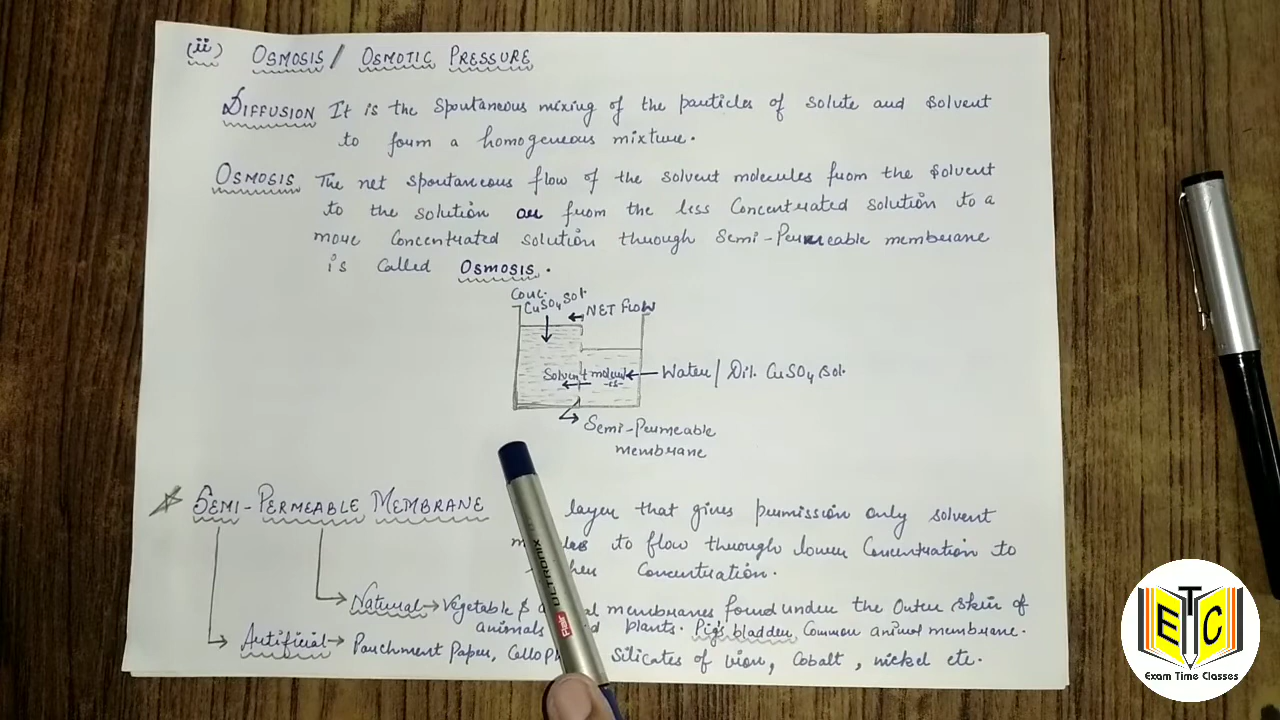 (ii) OSMOSIS / OSMOTIC PRESSURE
DIFFUSION It is the spontaneous mixing of the particles of solute and solvent
to form a homogeneous mixture.
OSMOSIS The net spontaneous flow of the solvent molecules from the solvent
to the solution or from the less concentrated solution to a
more concentrated solution through semi-Permeable membrane
is called OSMOSIS.
Conc.
CuSO4 sol.
NET flow
Solvent molecul
-es-
Water / Dil. CuSO4 sol.
Semi-Permeable
membrane
SEMI-PERMEABLE MEMBRANE layer that gives permission only solvent
to flow through lower concentration to
concentration.
Natural → Vegetable & membranes found under the outer skin of
animals plants. Pig's bladder, Common animal membrane.
Artificial → Parchment Paper, silicates of iron, cobalt, nickel etc.
Flair
ETC
Exam Time Classes